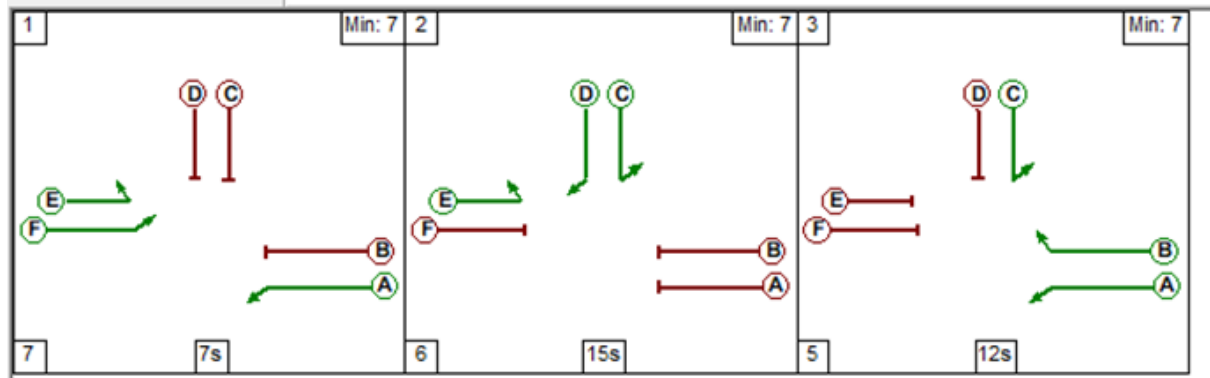 1 Min: 7 2 Min: 7 3 Min: 7
D C D C D C
E E E
F F F
B B B
A A A
7 7s 6 15s 5 12s